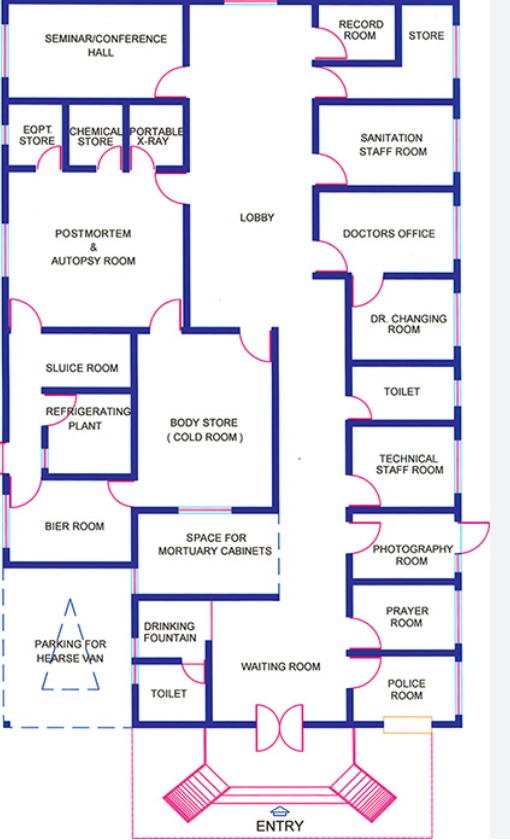 SEMINAR/CONFERENCE
HALL
RECORD
ROOM
STORE
EOPT.
STORE
CHEMICAL
STORE
PORTABLE
X-RAY
SANITATION
STAFF ROOM
POSTMORTEM
&
AUTOPSY ROOM
LOBBY
DOCTORS OFFICE
DR. CHANGING
ROOM
SLUICE ROOM
REFRIGERATING
PLANT
TOILET
BODY STORE
( COLD ROOM )
TECHNICAL
STAFF ROOM
BIER ROOM
SPACE FOR
MORTUARY CABINETS
PHOTOGRAPHY
ROOM
DRINKING
FOUNTAIN
PRAYER
ROOM
PARKING FOR
HEARSE VAN
TOILET
WAITING ROOM
POLICE
ROOM
ENTRY